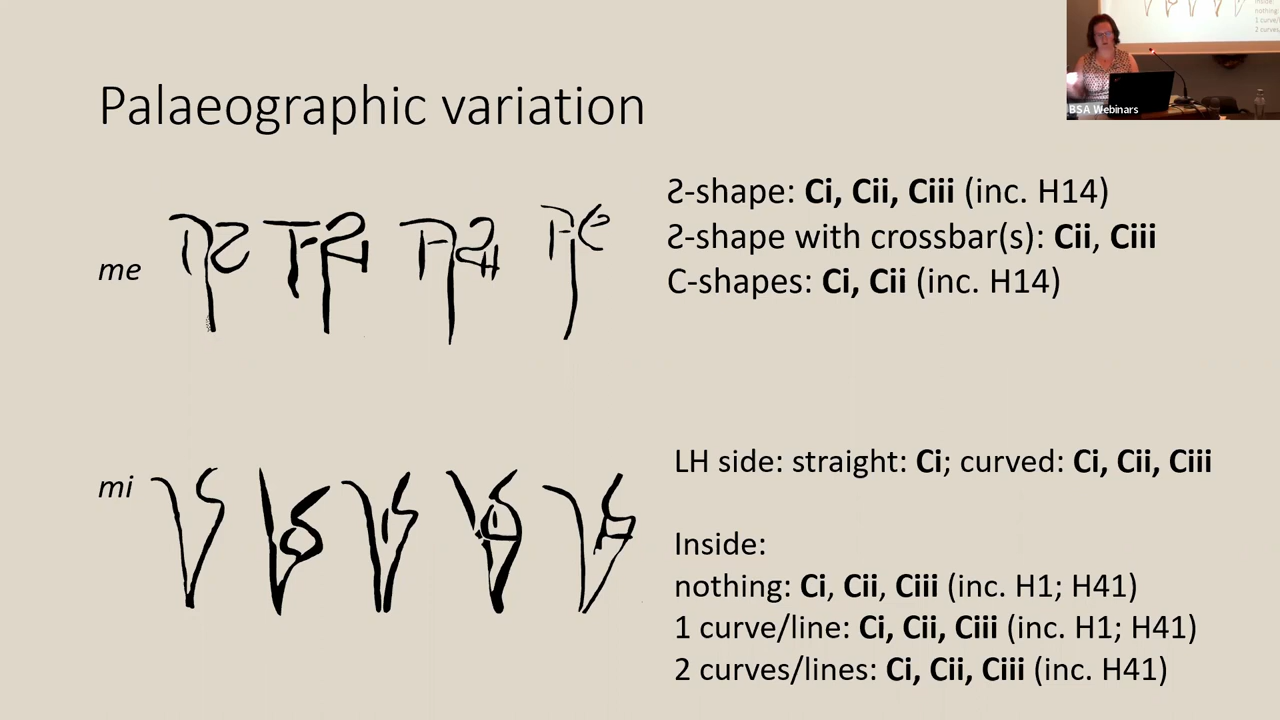 Palaeographic variation
BSA Webinars
me
Ƨ-shape: Ci, Cii, Ciii (inc. H14)
Ƨ-shape with crossbar(s): Cii, Ciii
C-shapes: Ci, Cii (inc. H14)
mi
LH side: straight: Ci; curved: Ci, Cii, Ciii
Inside:
nothing: Ci, Cii, Ciii (inc. H1; H41)
1 curve/line: Ci, Cii, Ciii (inc. H1; H41)
2 curves/lines: Ci, Cii, Ciii (inc. H41)